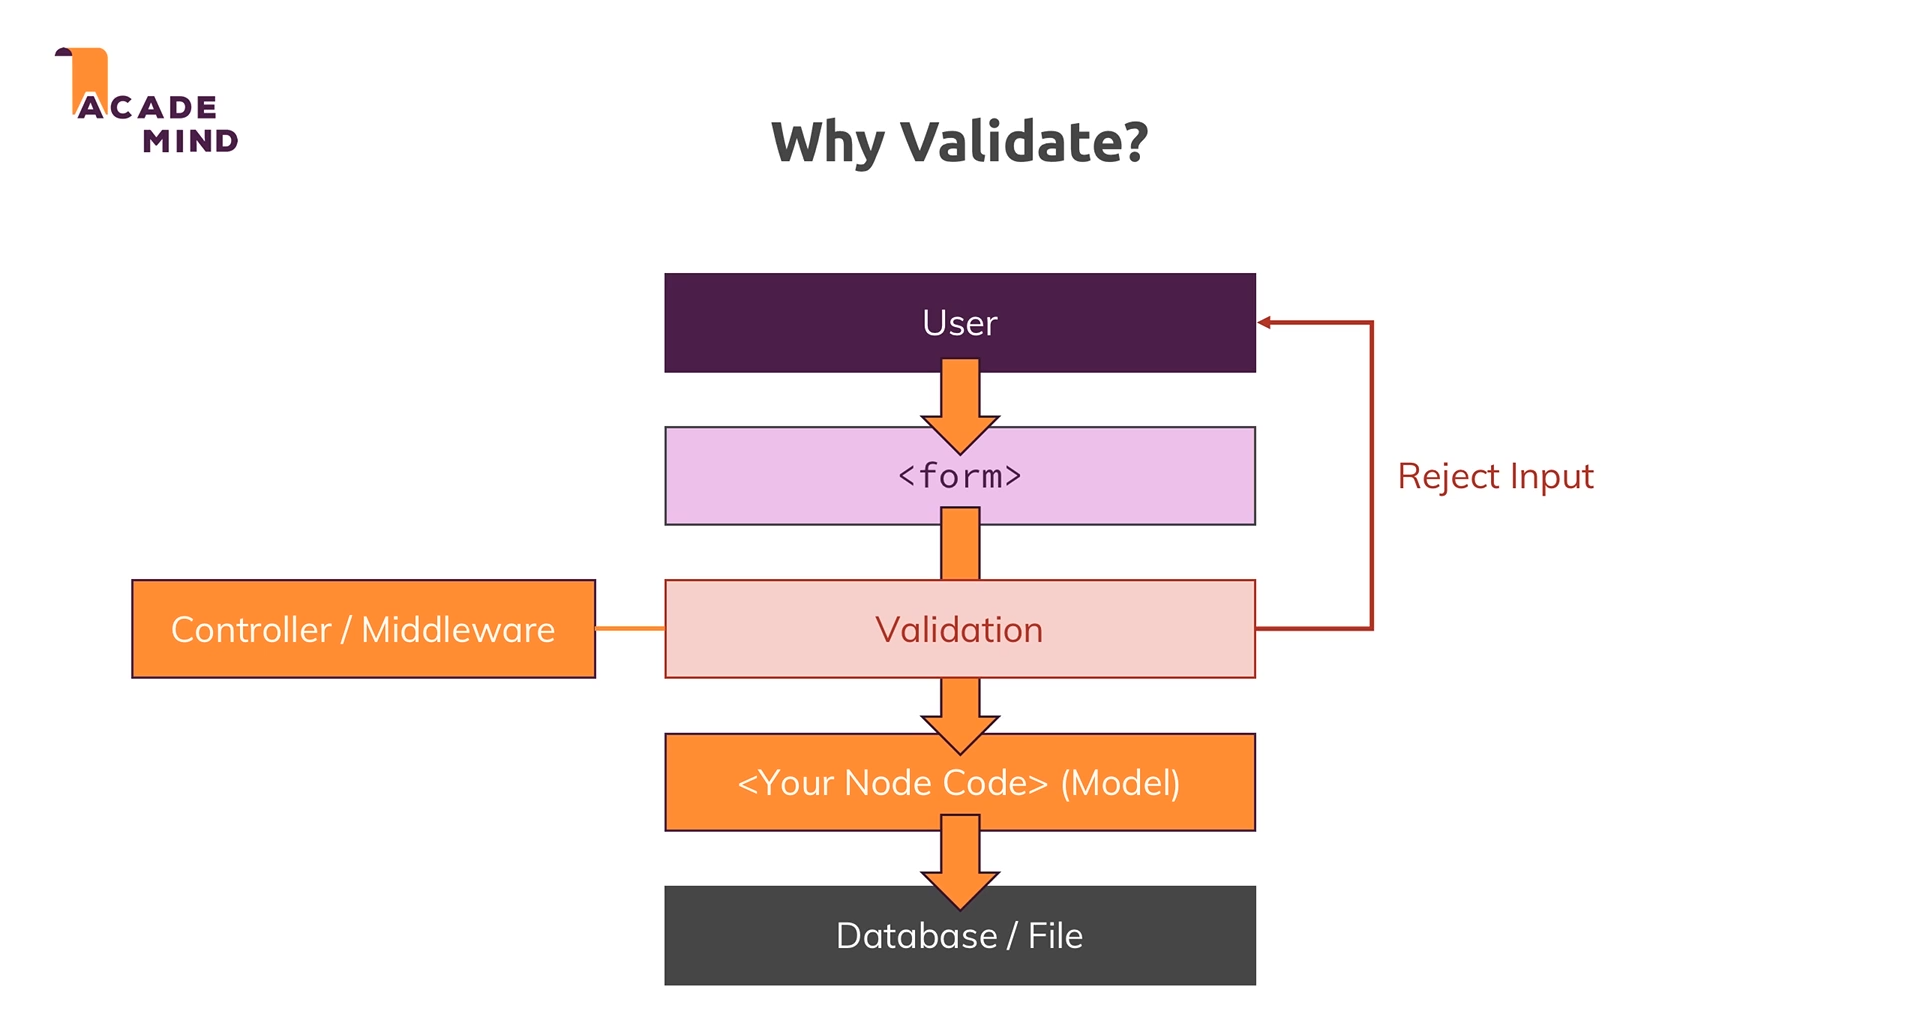 ACADE
MIND
Why Validate?
User
<form>
Reject Input
Controller / Middleware
Validation
<Your Node Code> (Model)
Database / File